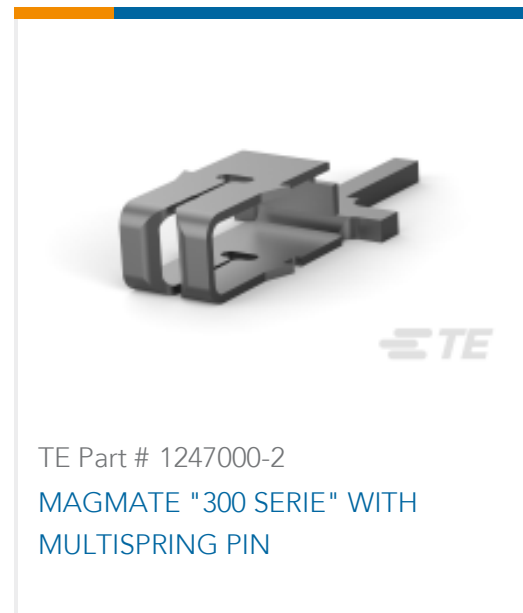 TE
TE Part # 1247000-2
MAGMATE "300 SERIE" WITH
MULTISPRING PIN